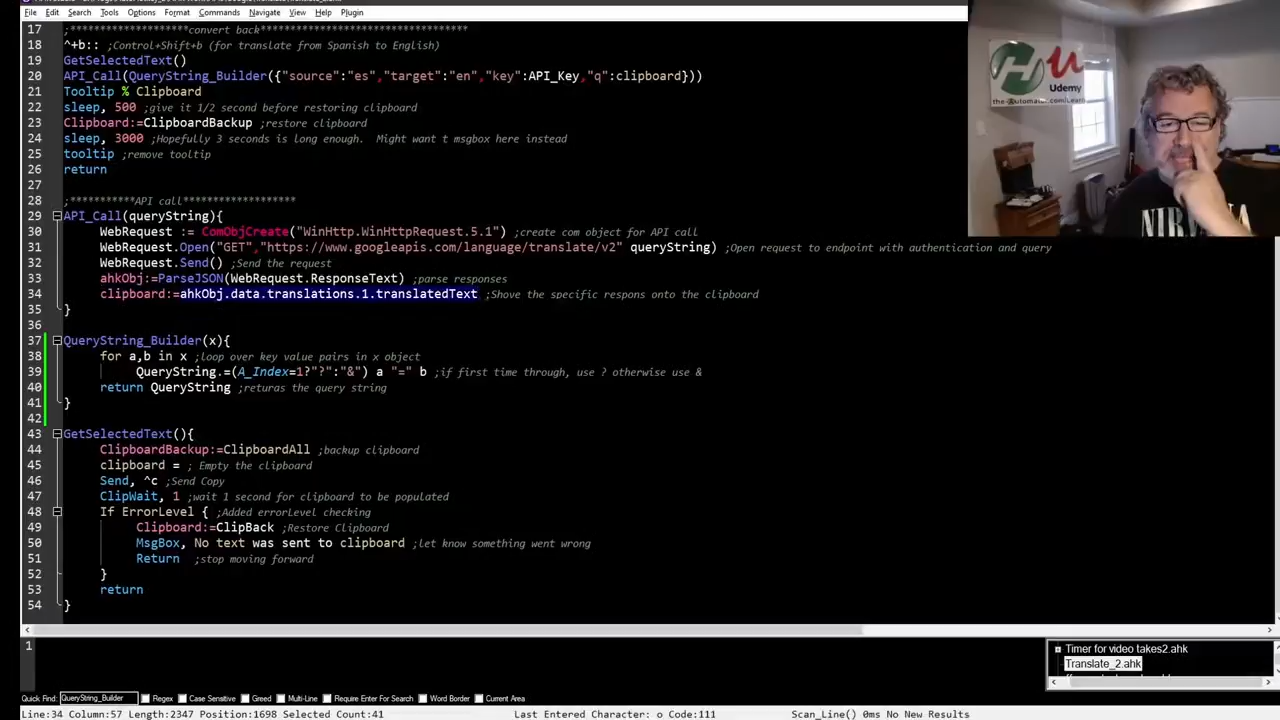 File Edit Search Tools Options Format Commands Navigate View Help Plugin
17 ;*******************************convert back*********************************
18 ^+b:: ;Control+Shift+b (for translate from Spanish to English)
19 GetSelectedText()
20 API_Call(QueryString_Builder({"source":"es","target":"en","key":API_Key,"q":clipboard}))
21 Tooltip % Clipboard
22 sleep, 500 ;give it 1/2 second before restoring clipboard
23 Clipboard:=ClipboardBackup ;restore clipboard
24 sleep, 3000 ;Hopefully 3 seconds is long enough. Might want t msgbox here instead
25 tooltip ;remove tooltip
26 return
27
28 ;***********API call*******************
29 API_Call(queryString){
30 WebRequest := ComObjCreate("WinHttp.WinHttpRequest.5.1") ;create com object for API call
31 WebRequest.Open("GET","https://www.googleapis.com/language/translate/v2" queryString) ;Open request to endpoint with authentication and query
32 WebRequest.Send() ;Send the request
33 ahkObj:=ParseJSON(WebRequest.ResponseText) ;parse responses
34 clipboard:=ahkObj.data.translations.1.translatedText ;Shove the specific respons onto the clipboard
35 }
36
37 QueryString_Builder(x){
38 for a,b in x ;loop over key value pairs in x object
39 QueryString.=(A_Index=1?"?":"&") a "=" b ;if first time through, use ? otherwise use &
40 return QueryString ;returas the query string
41 }
42
43 GetSelectedText(){
44 ClipboardBackup:=ClipboardAll ;backup clipboard
45 clipboard = ; Empty the clipboard
46 Send, ^c ;Send Copy
47 ClipWait, 1 ;wait 1 second for clipboard to be populated
48 If ErrorLevel { ;Added errorLevel checking
49 Clipboard:=ClipBack ;Restore Clipboard
50 MsgBox, No text was sent to clipboard ;let know something went wrong
51 Return ;stop moving forward
52 }
53 return
54 }
H u
Udemy
the-Automator.com/Learn
NIRVANA
1
Timer for video takes2.ahk
Translate_2.ahk
Quick Find: QueryString_Builder Regex Case Sensitive Greed Multi-Line Require Enter For Search Word Border Current Area
Line:34 Column:57 Length:2347 Position:1698 Selected Count:41 Last Entered Character: o Code:111 Scan_Line() 0ms No New Results